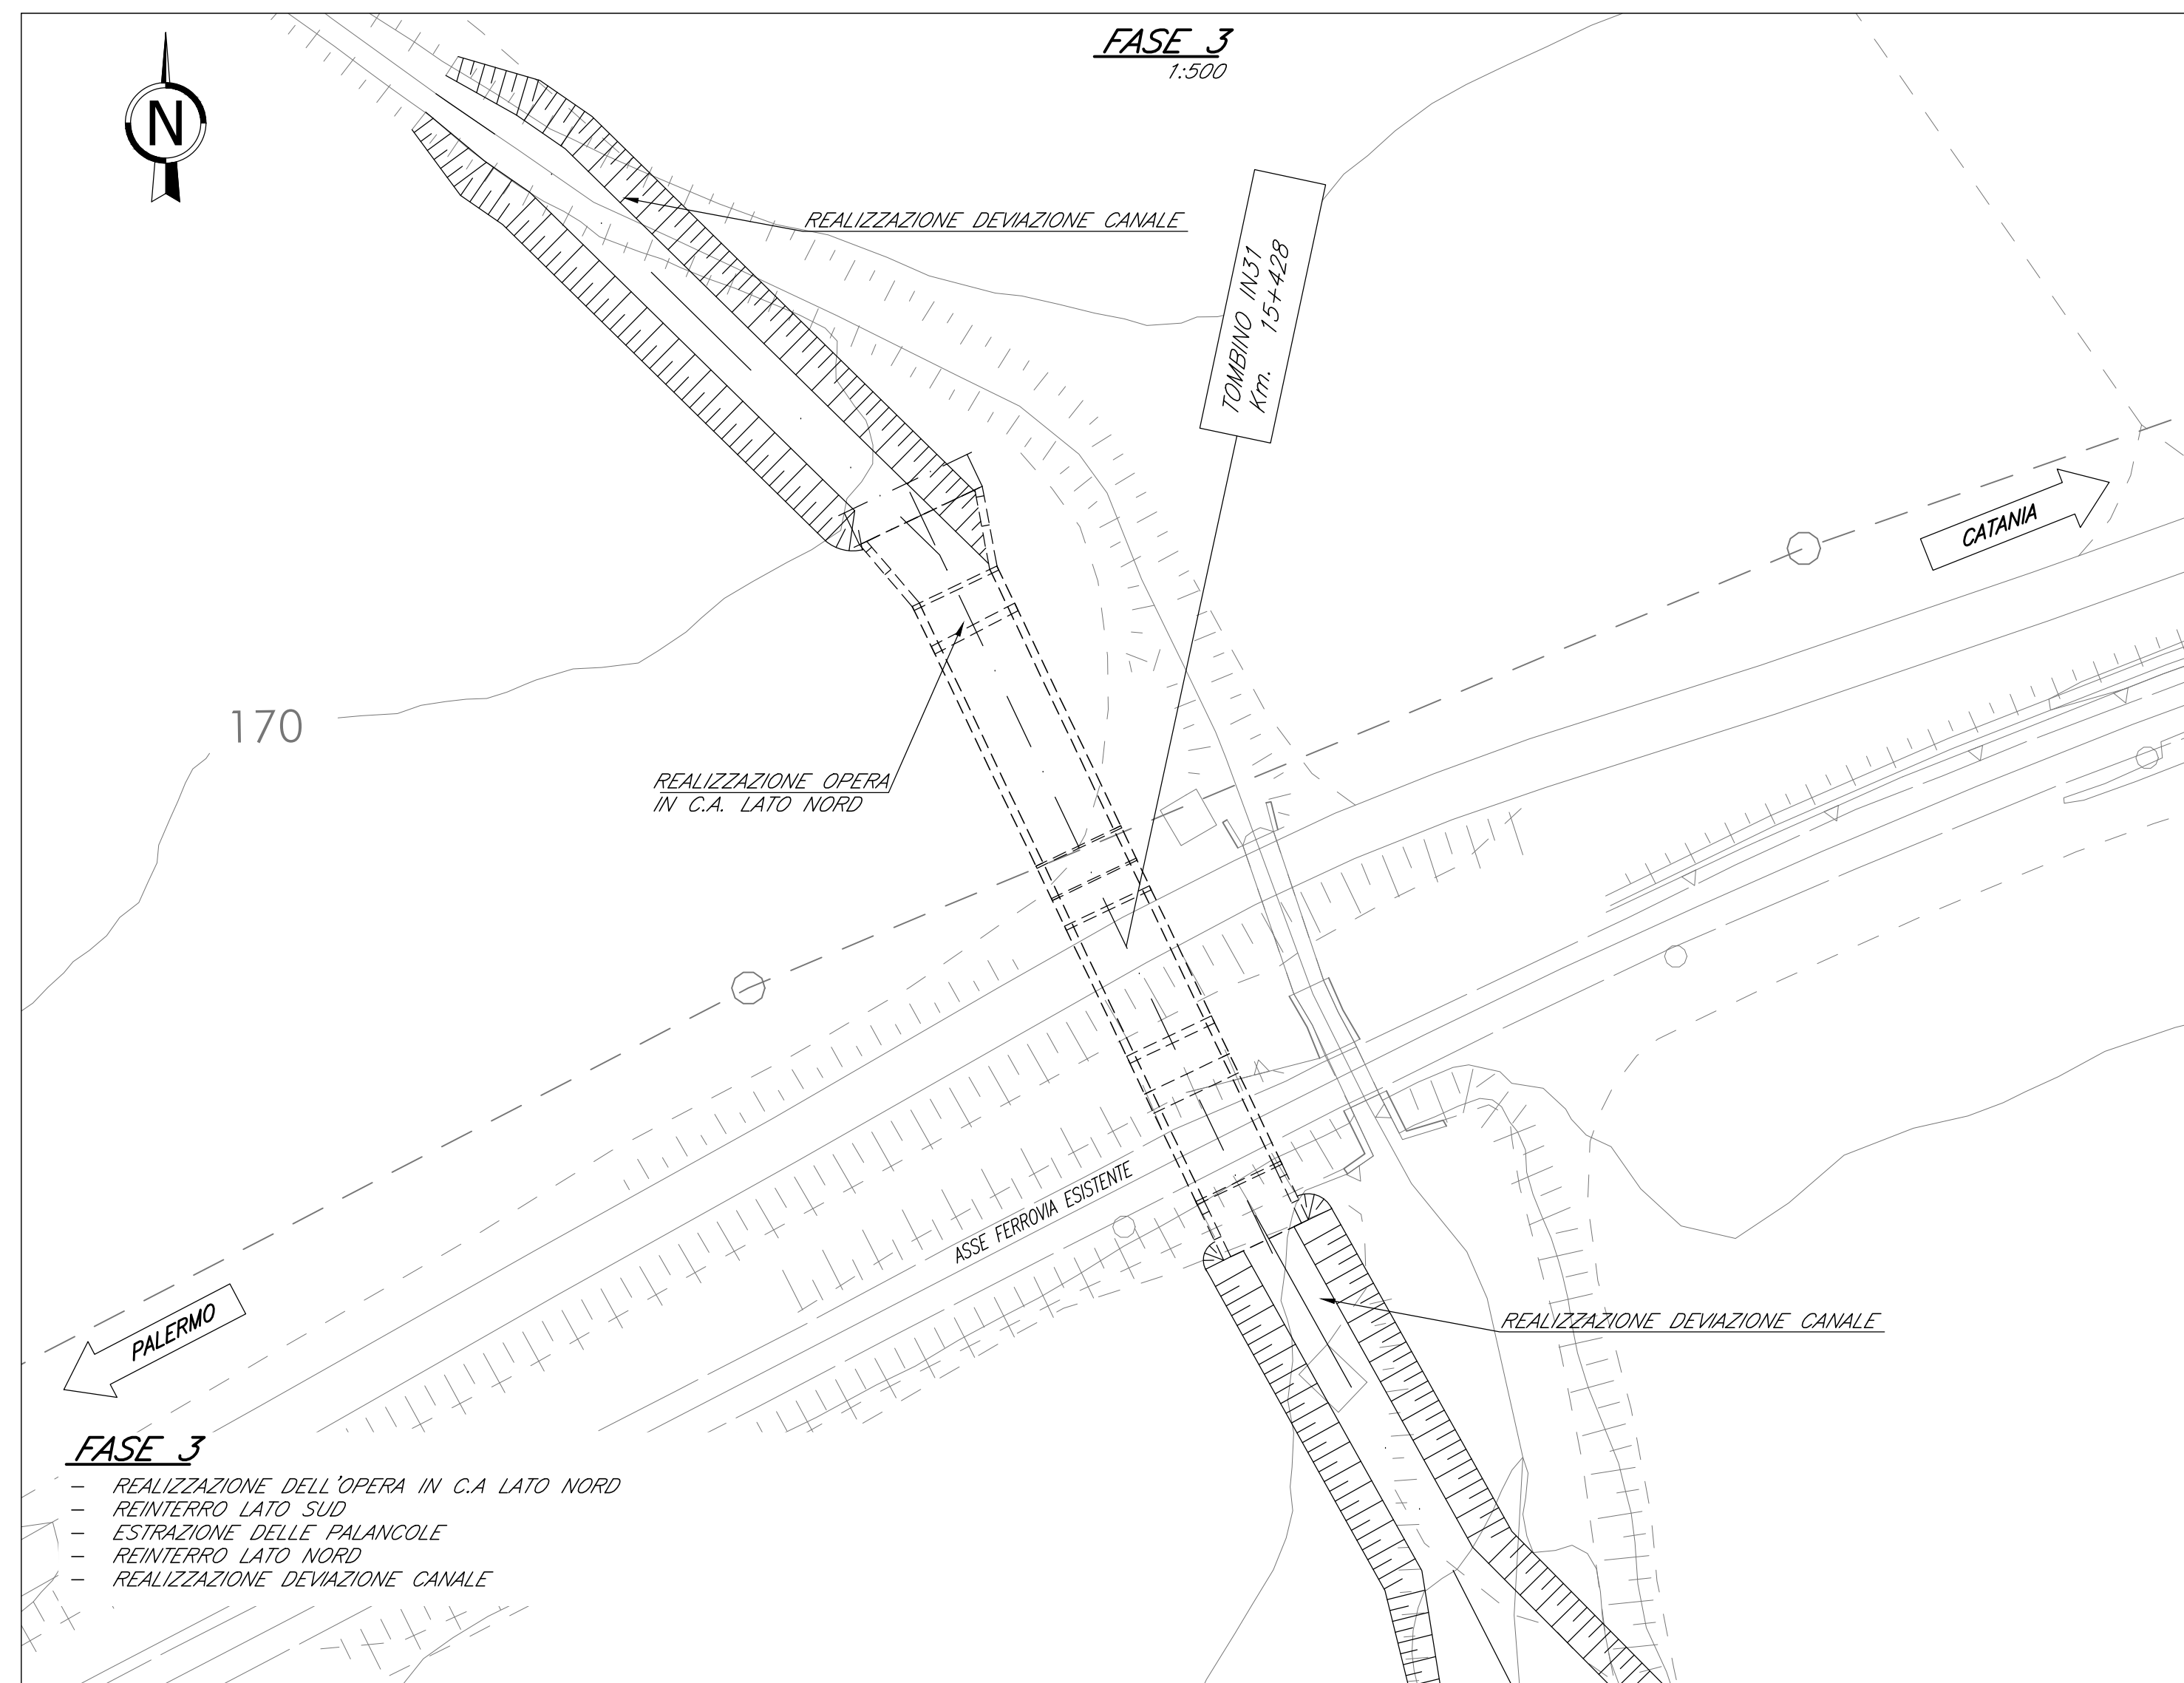 FASE 3
1:500
N
REALIZZAZIONE DEVIAZIONE CANALE
TOMBINO IN31
Km. 15+428
CATANIA
170
REALIZZAZIONE OPERA
IN C.A. LATO NORD
ASSE FERROVIA ESISTENTE
PALERMO
REALIZZAZIONE DEVIAZIONE CANALE
FASE 3
- REALIZZAZIONE DELL'OPERA IN C.A LATO NORD
- REINTERRO LATO SUD
- ESTRAZIONE DELLE PALANCOLE
- REINTERRO LATO NORD
- REALIZZAZIONE DEVIAZIONE CANALE